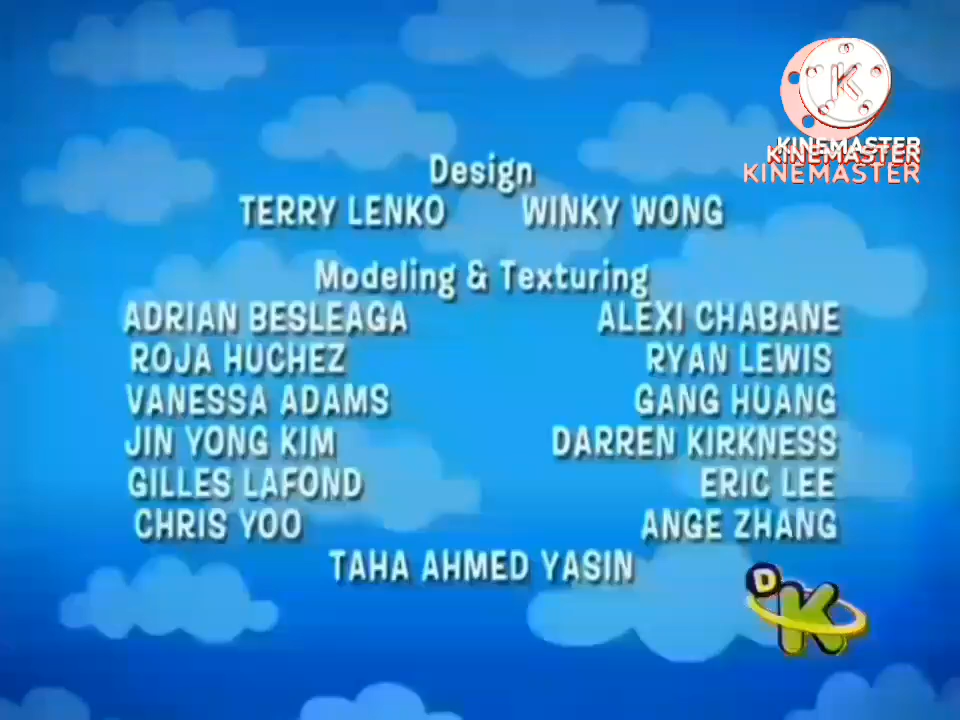 KINEMASTER
KINEMASTER
KINEMASTER
Design
TERRY LENKO WINKY WONG
Modeling & Texturing
ADRIAN BESLEAGA ALEXI CHABANE
ROJA HUCHEZ RYAN LEWIS
VANESSA ADAMS GANG HUANG
JIN YONG KIM DARREN KIRKNESS
GILLES LAFOND ERIC LEE
CHRIS YOO ANGE ZHANG
TAHA AHMED YASIN
DK